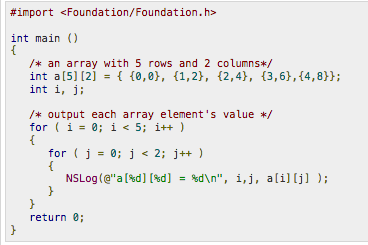 #import <Foundation/Foundation.h>
int main ()
{
/* an array with 5 rows and 2 columns*/
int a[5][2] = { {0,0}, {1,2}, {2,4}, {3,6},{4,8}};
int i, j;
/* output each array element's value */
for ( i = 0; i < 5; i++ )
{
for ( j = 0; j < 2; j++ )
{
NSLog(@"a[%d][%d] = %d\n", i,j, a[i][j] );
}
}
return 0;
}